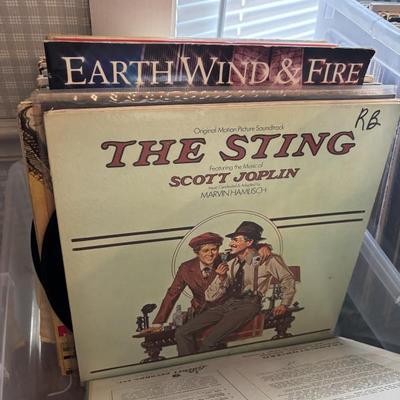 EARTH WIND & FIRE
Original Motion Picture Soundtrack
RB
THE STING
Featuring the Music of
SCOTT JOPLIN
Music Conducted & Adapted by
MARVIN HAMLISCH